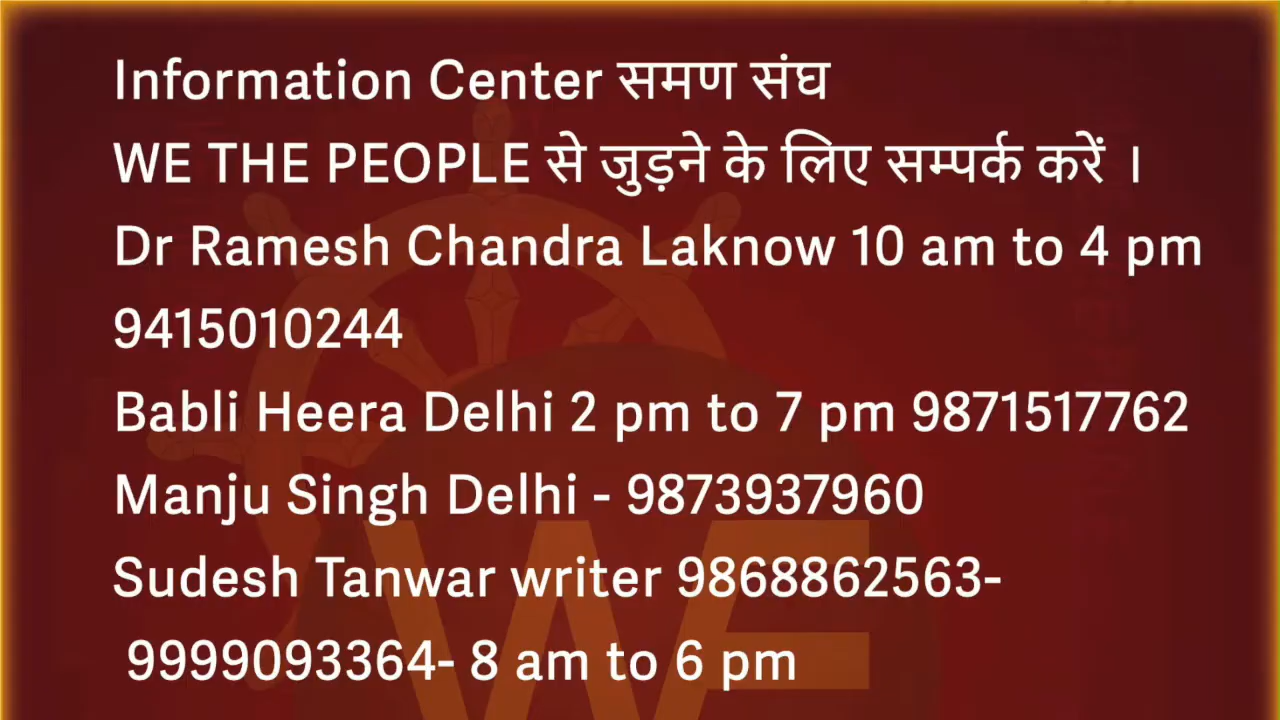 Information Center समण संघ
WE THE PEOPLE से जुड़ने के लिए सम्पर्क करें ।
Dr Ramesh Chandra Laknow 10 am to 4 pm
9415010244
Babli Heera Delhi 2 pm to 7 pm 9871517762
Manju Singh Delhi - 9873937960
Sudesh Tanwar writer 9868862563-
9999093364- 8 am to 6 pm
WE